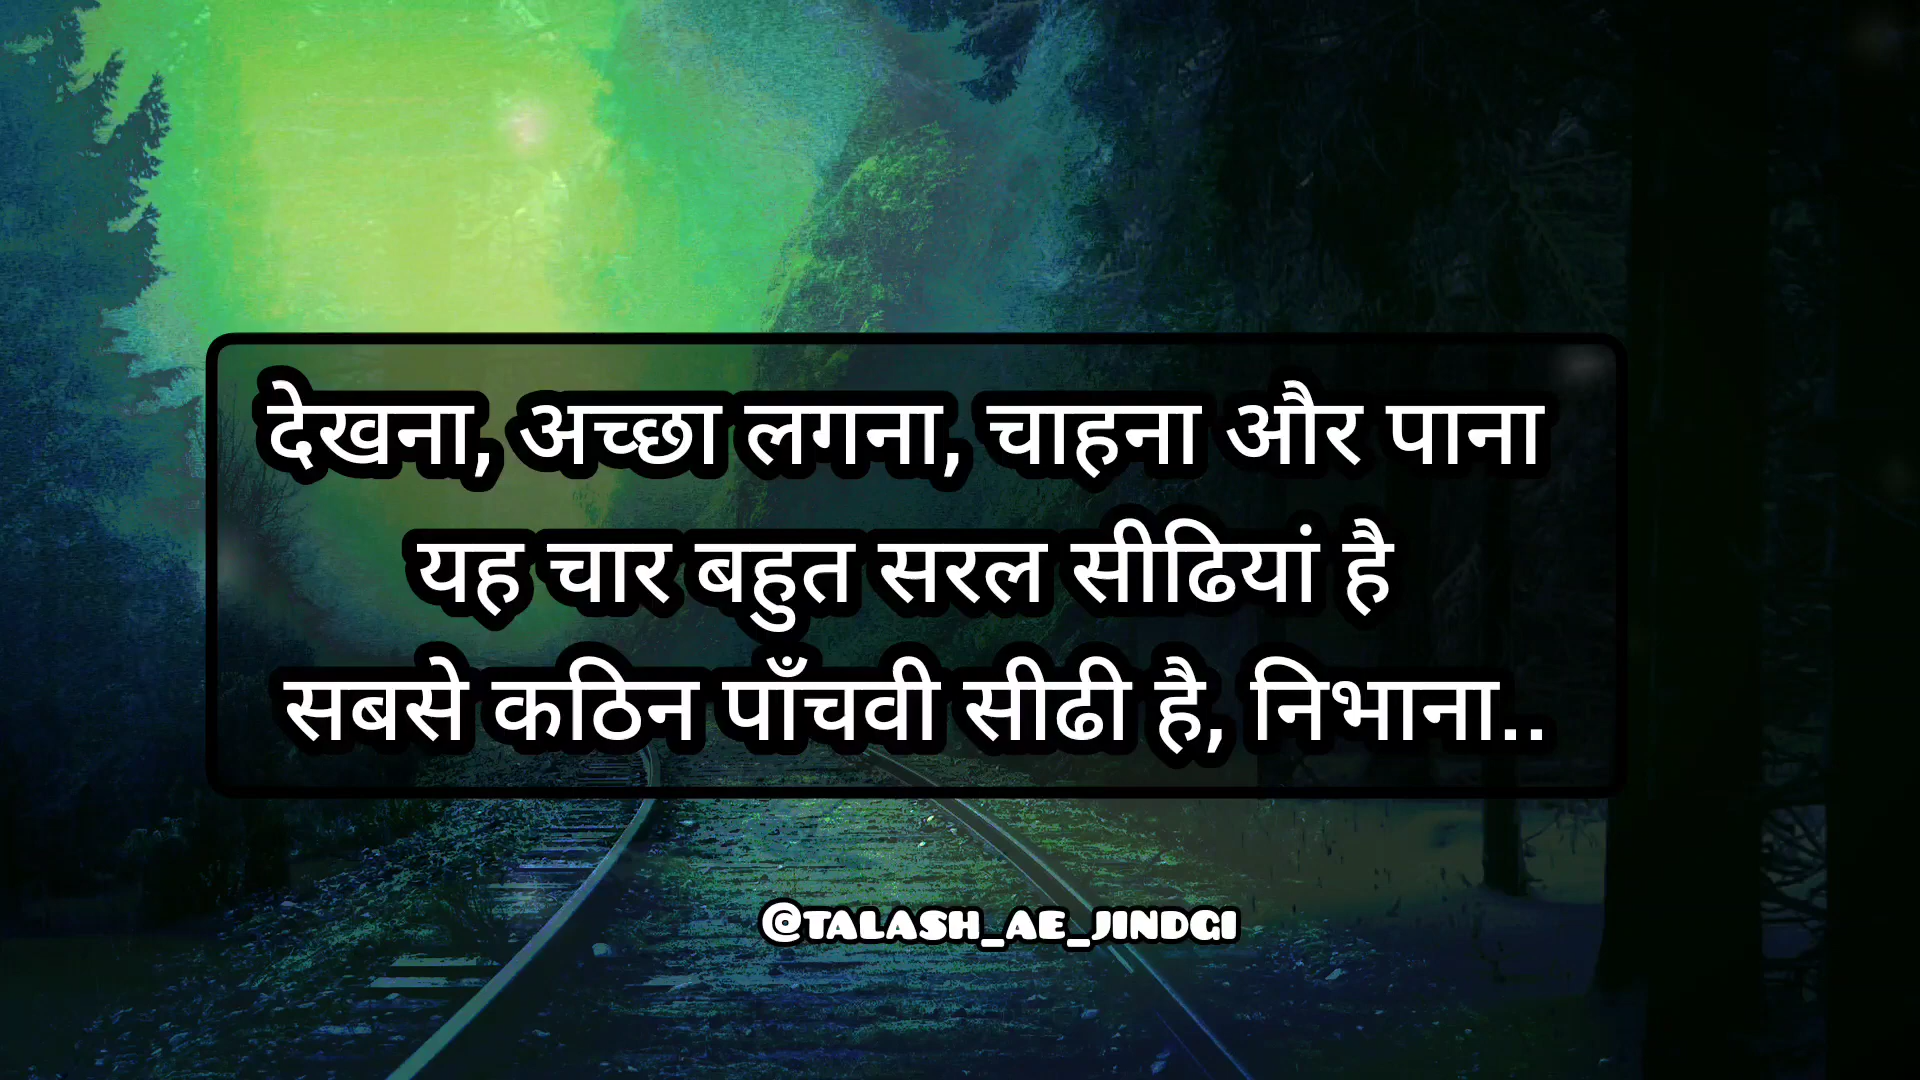 देखना, अच्छा लगना, चाहना और पाना
यह चार बहुत सरल सीढियां है
सबसे कठिन पाँचवी सीढी है, निभाना..
@TALASH_AE_JINDGI